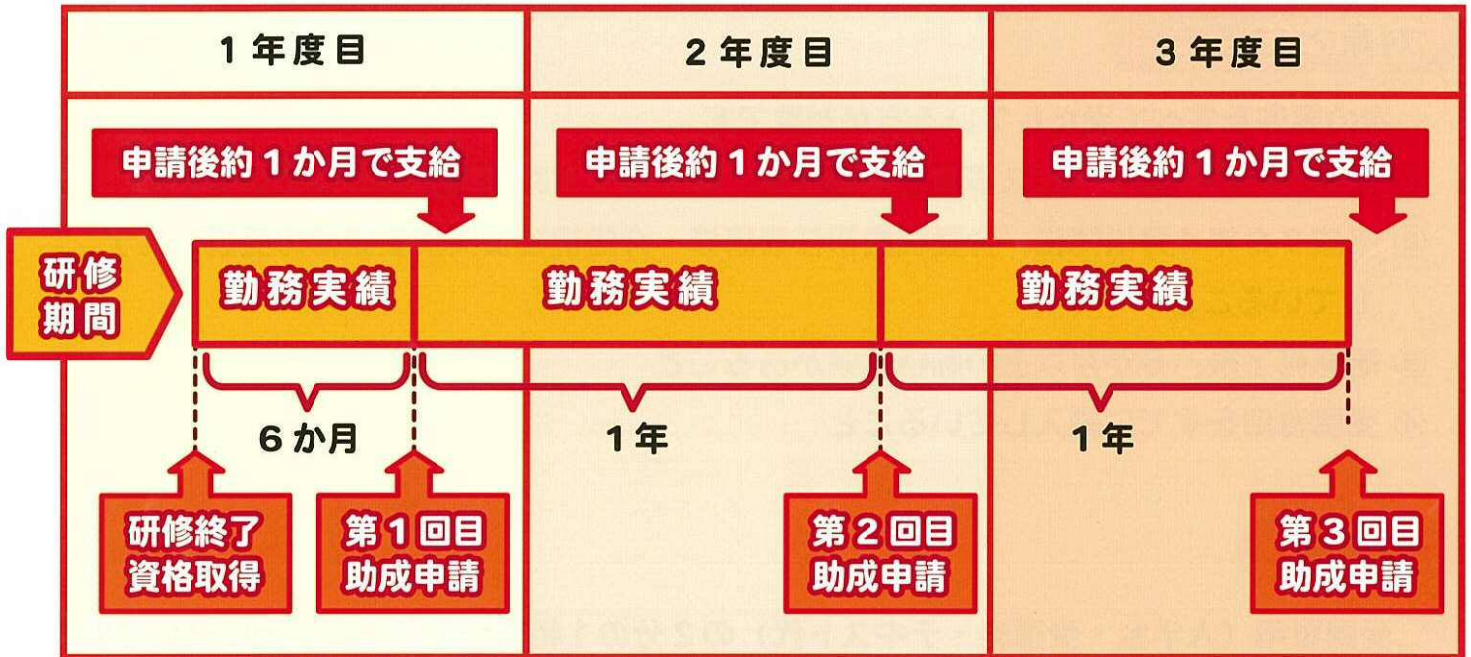 1年度目
2年度目
3年度目
申請後約1か月で支給
申請後約1か月で支給
申請後約1か月で支給
研修
期間
勤務実績
勤務実績
勤務実績
6か月
1年
1年
研修終了
資格取得
第1回目
助成申請
第2回目
助成申請
第3回目
助成申請